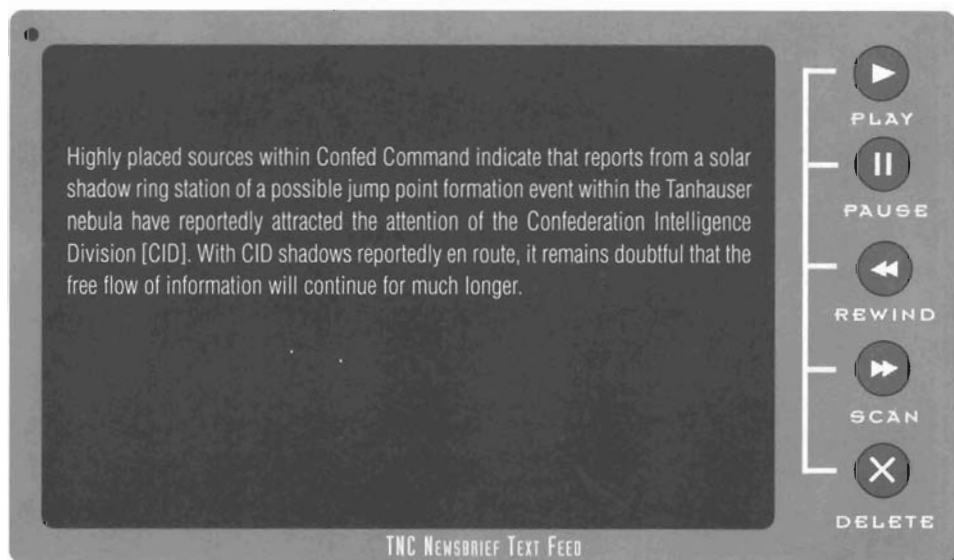 Highly placed sources within Confed Command indicate that reports from a solar
shadow ring station of a possible jump point formation event within the Tanhauser
nebula have reportedly attracted the attention of the Confederation Intelligence
Division [CID]. With CID shadows reportedly en route, it remains doubtful that the
free flow of information will continue for much longer.
PLAY
PAUSE
REWIND
SCAN
DELETE
TNC NEWSBRIEF TEXT FEED